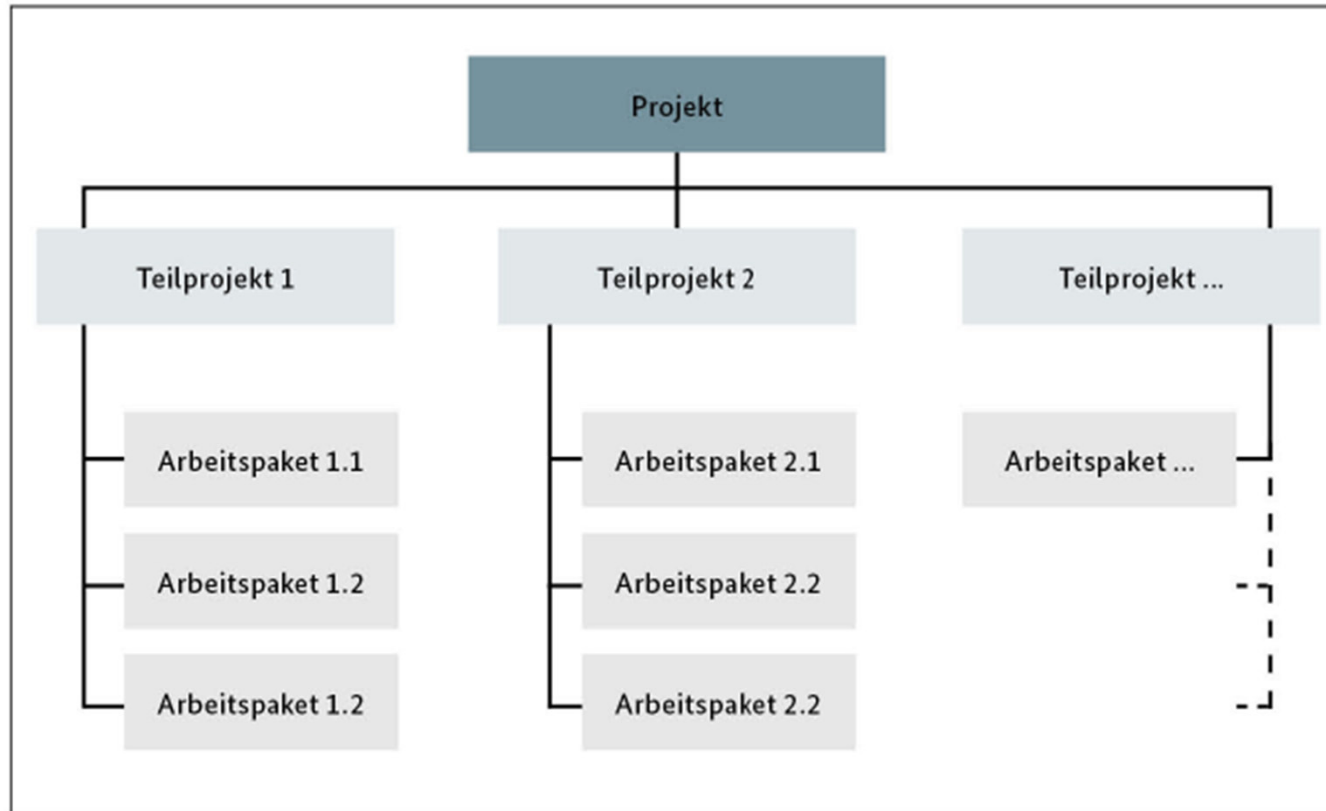 Projekt
Teilprojekt 1
Teilprojekt 2
Teilprojekt ...
Arbeitspaket 1.1
Arbeitspaket 2.1
Arbeitspaket ...
Arbeitspaket 1.2
Arbeitspaket 2.2
Arbeitspaket 1.2
Arbeitspaket 2.2